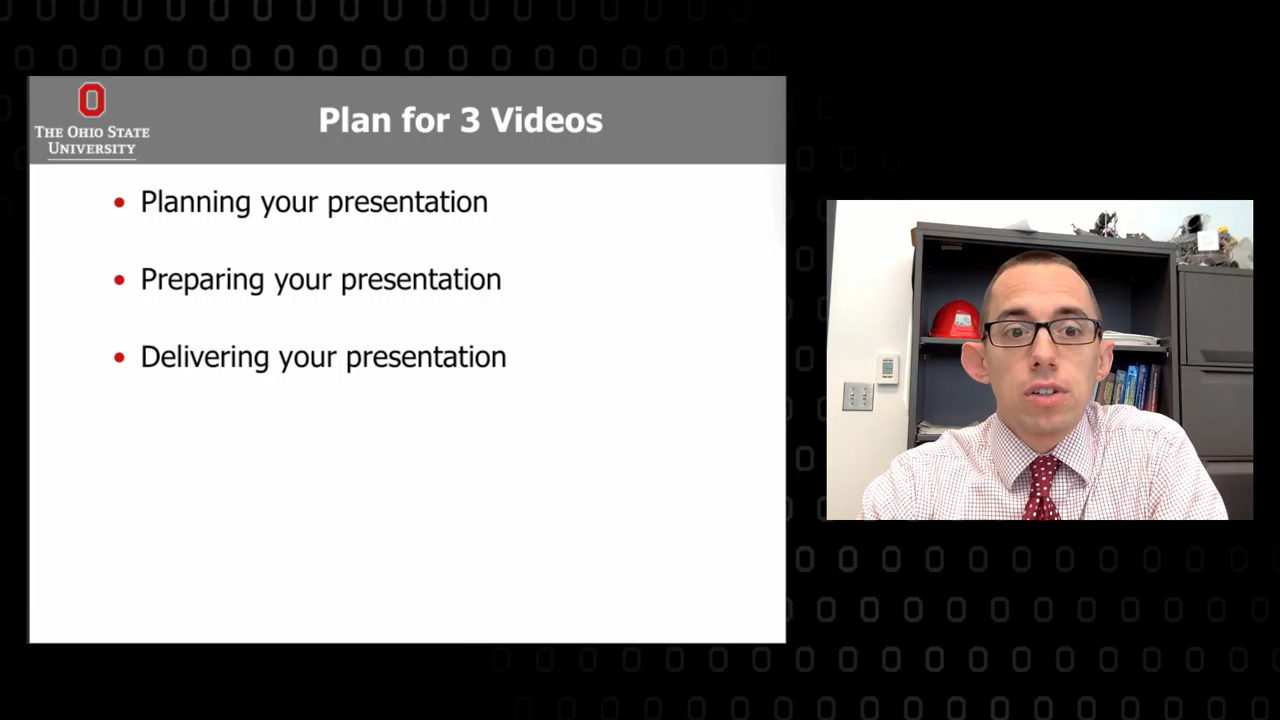 THE OHIO STATE
UNIVERSITY
Plan for 3 Videos
• Planning your presentation
• Preparing your presentation
• Delivering your presentation